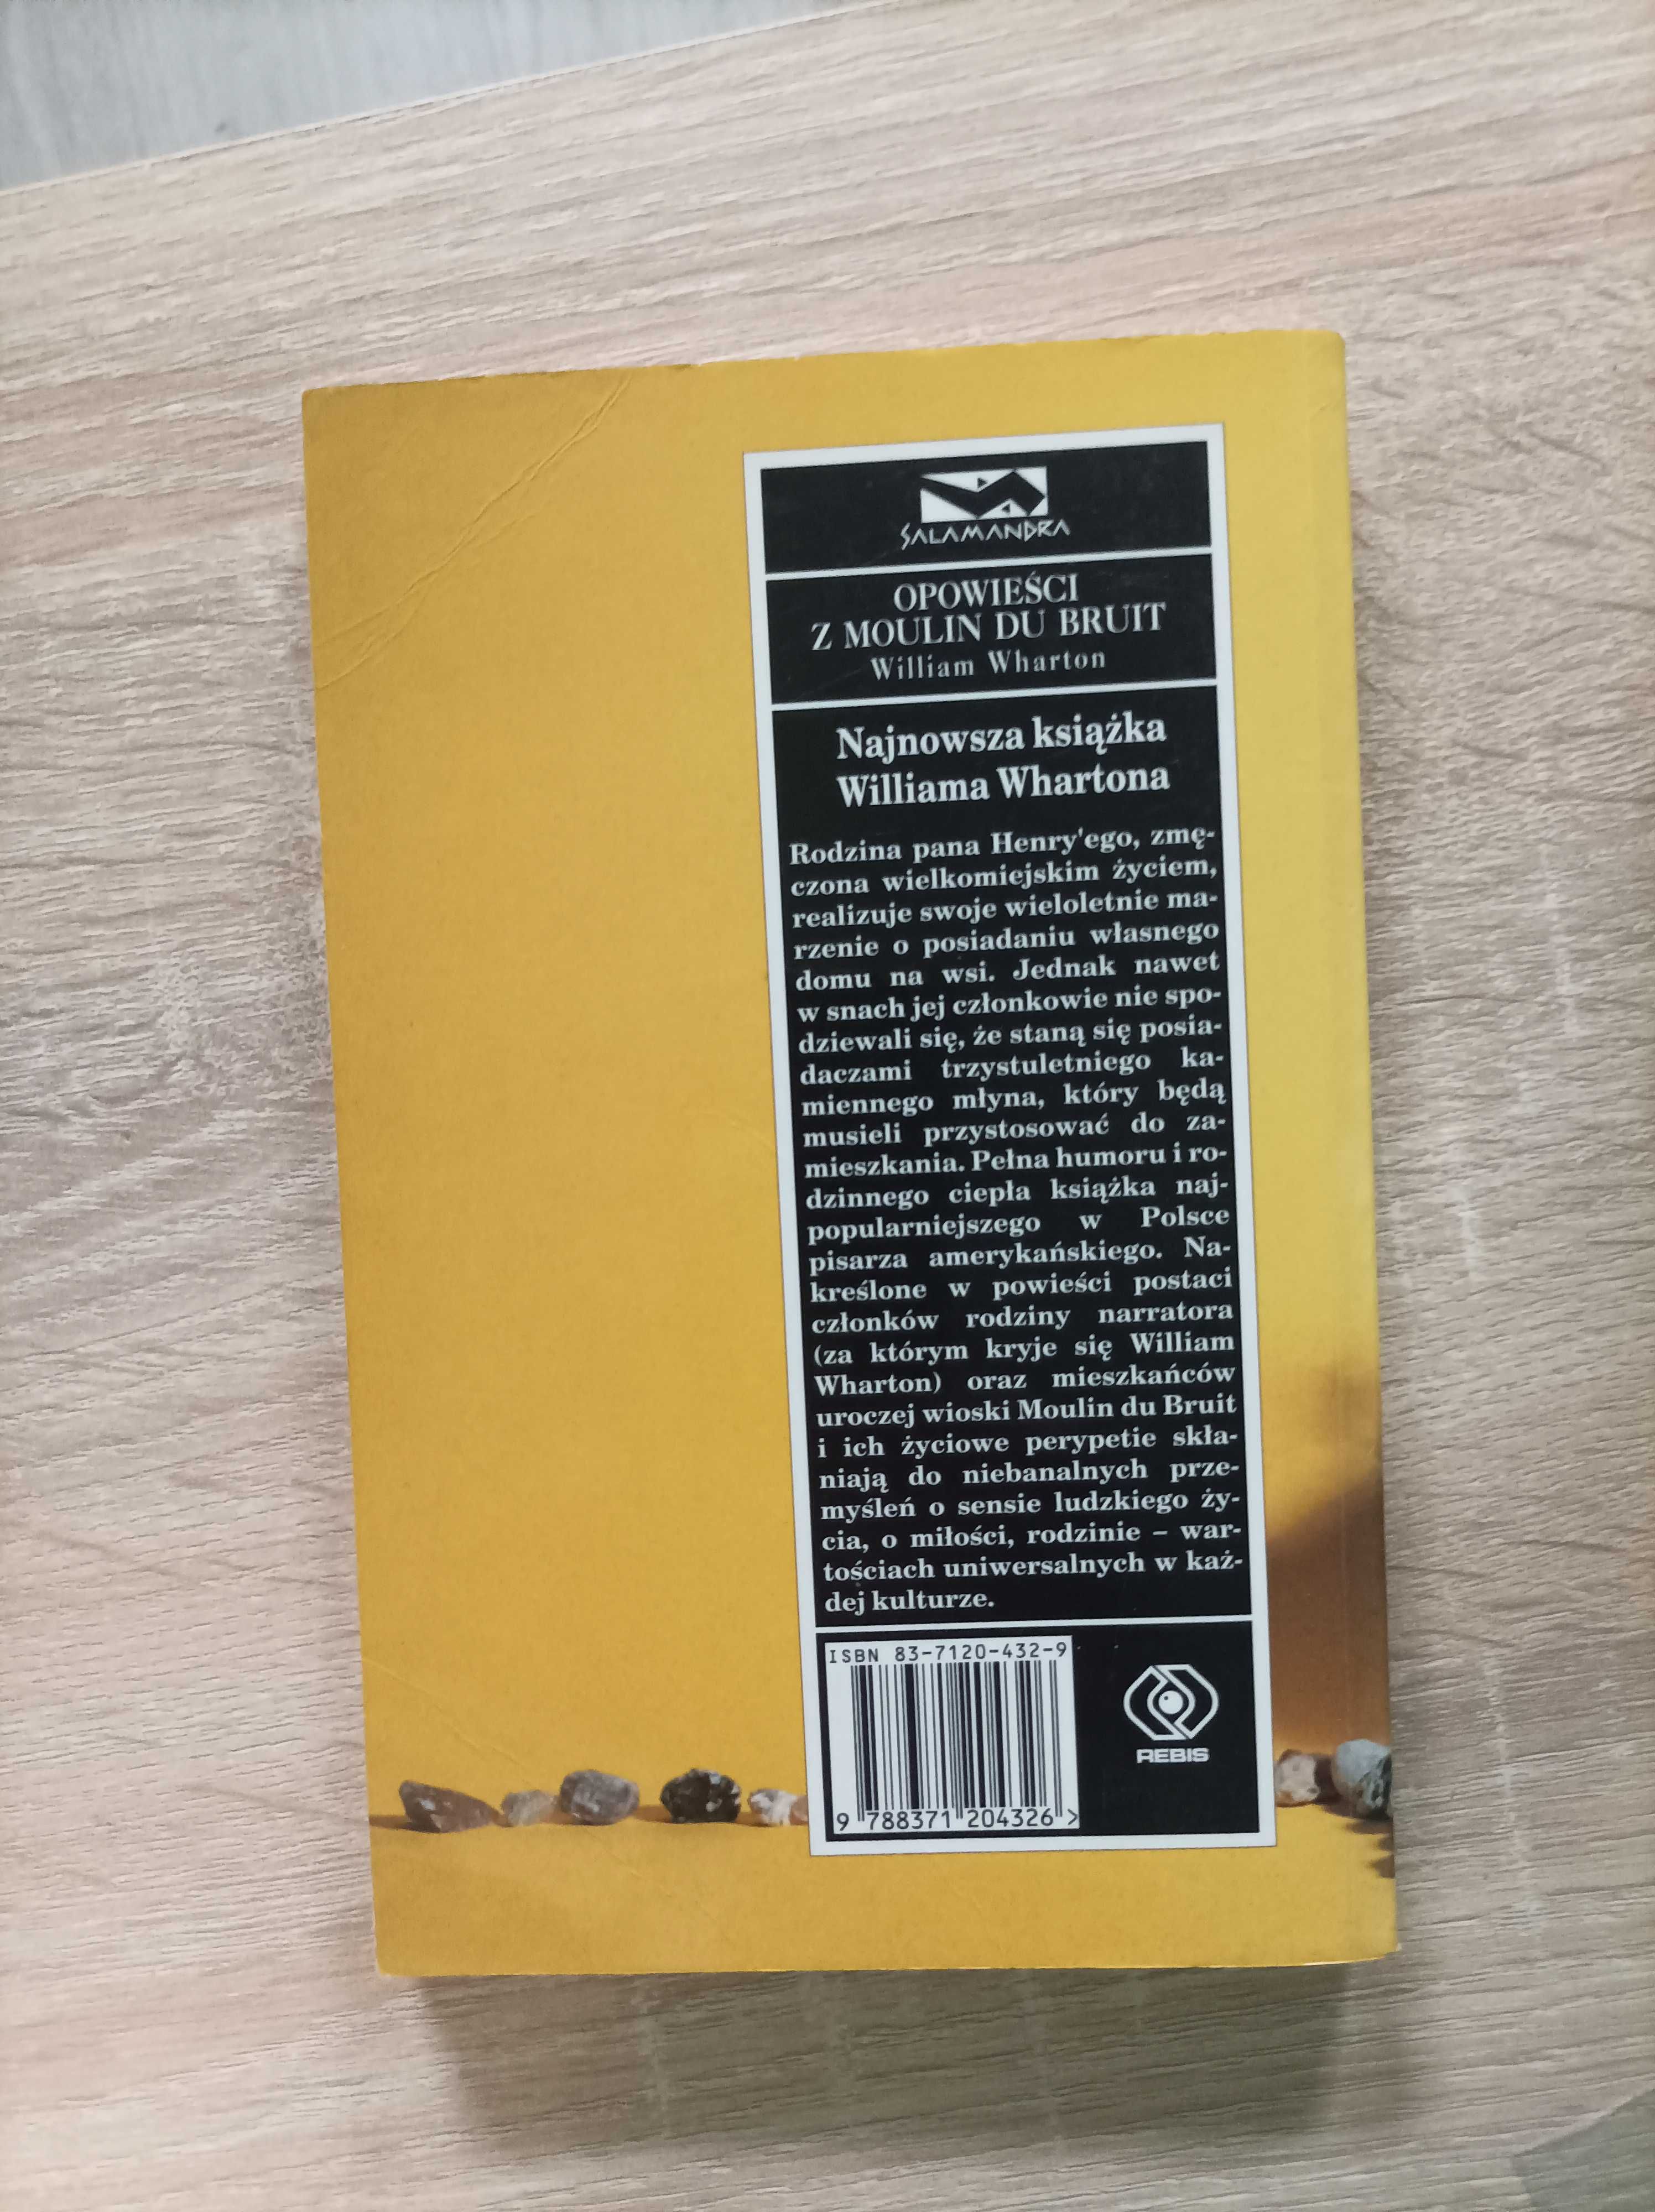 SALAMANDRA
OPOWIEŚCI
Z MOULIN DU BRUIT
William Wharton
Najnowsza książka
Williama Whartona
Rodzina pana Henry'ego, zmę-
czona wielkomiejskim życiem,
realizuje swoje wieloletnie ma-
rzenie o posiadaniu własnego
domu na wsi. Jednak nawet
w snach jej członkowie nie spo-
dziewali się, że staną się posia-
daczami trzystuletniego ka-
miennego młyna, który będą
musieli przystosować do za-
mieszkania. Pełna humoru i ro-
dzinnego ciepła książka naj-
popularniejszego w Polsce
pisarza amerykańskiego. Na-
kreślone w powieści postaci
członków rodziny narratora
(za którym kryje się William
Wharton) oraz mieszkańców
uroczej wioski Moulin du Bruit
i ich życiowe perypetie skła-
niają do niebanalnych prze-
myśleń o sensie ludzkiego ży-
cia, o miłości, rodzinie – war-
tościach uniwersalnych w każ-
dej kulturze.
ISBN 83-7120-432-9
9 788371 204326 >
REBIS